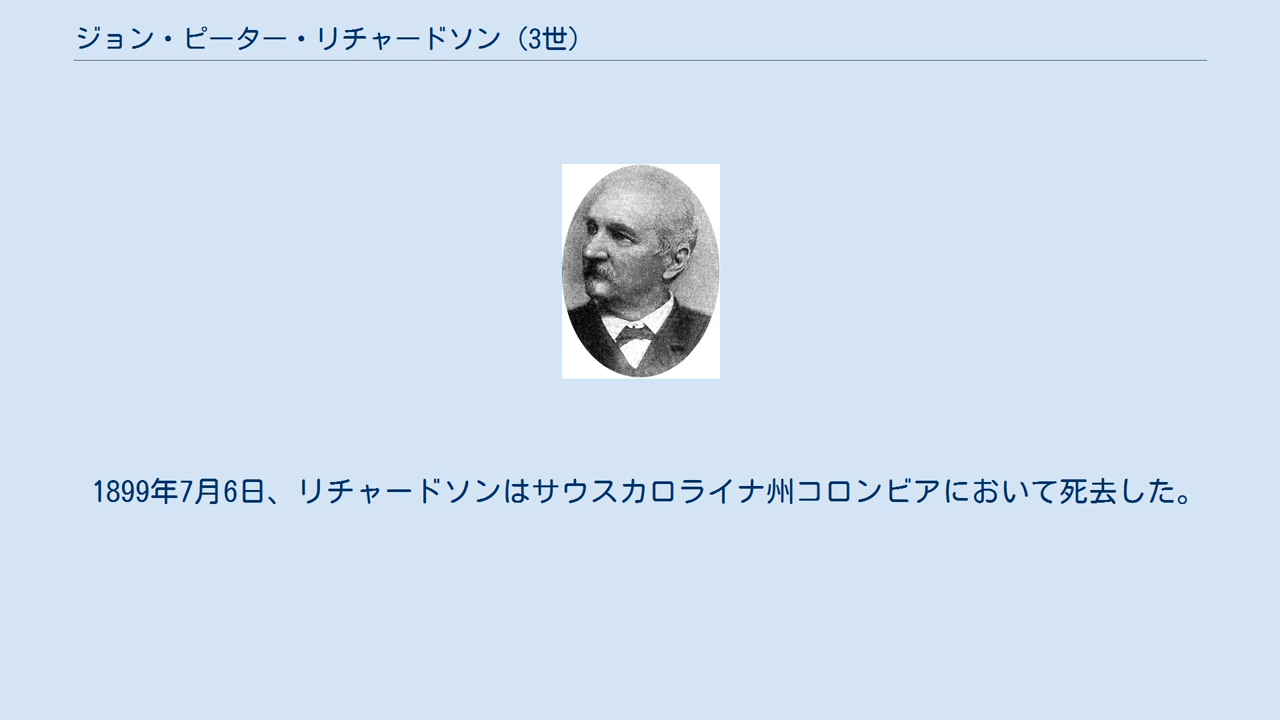 ジョン・ピーター・リチャードソン（3世）
1899年7月6日、リチャードソンはサウスカロライナ州コロンビアにおいて死去した。